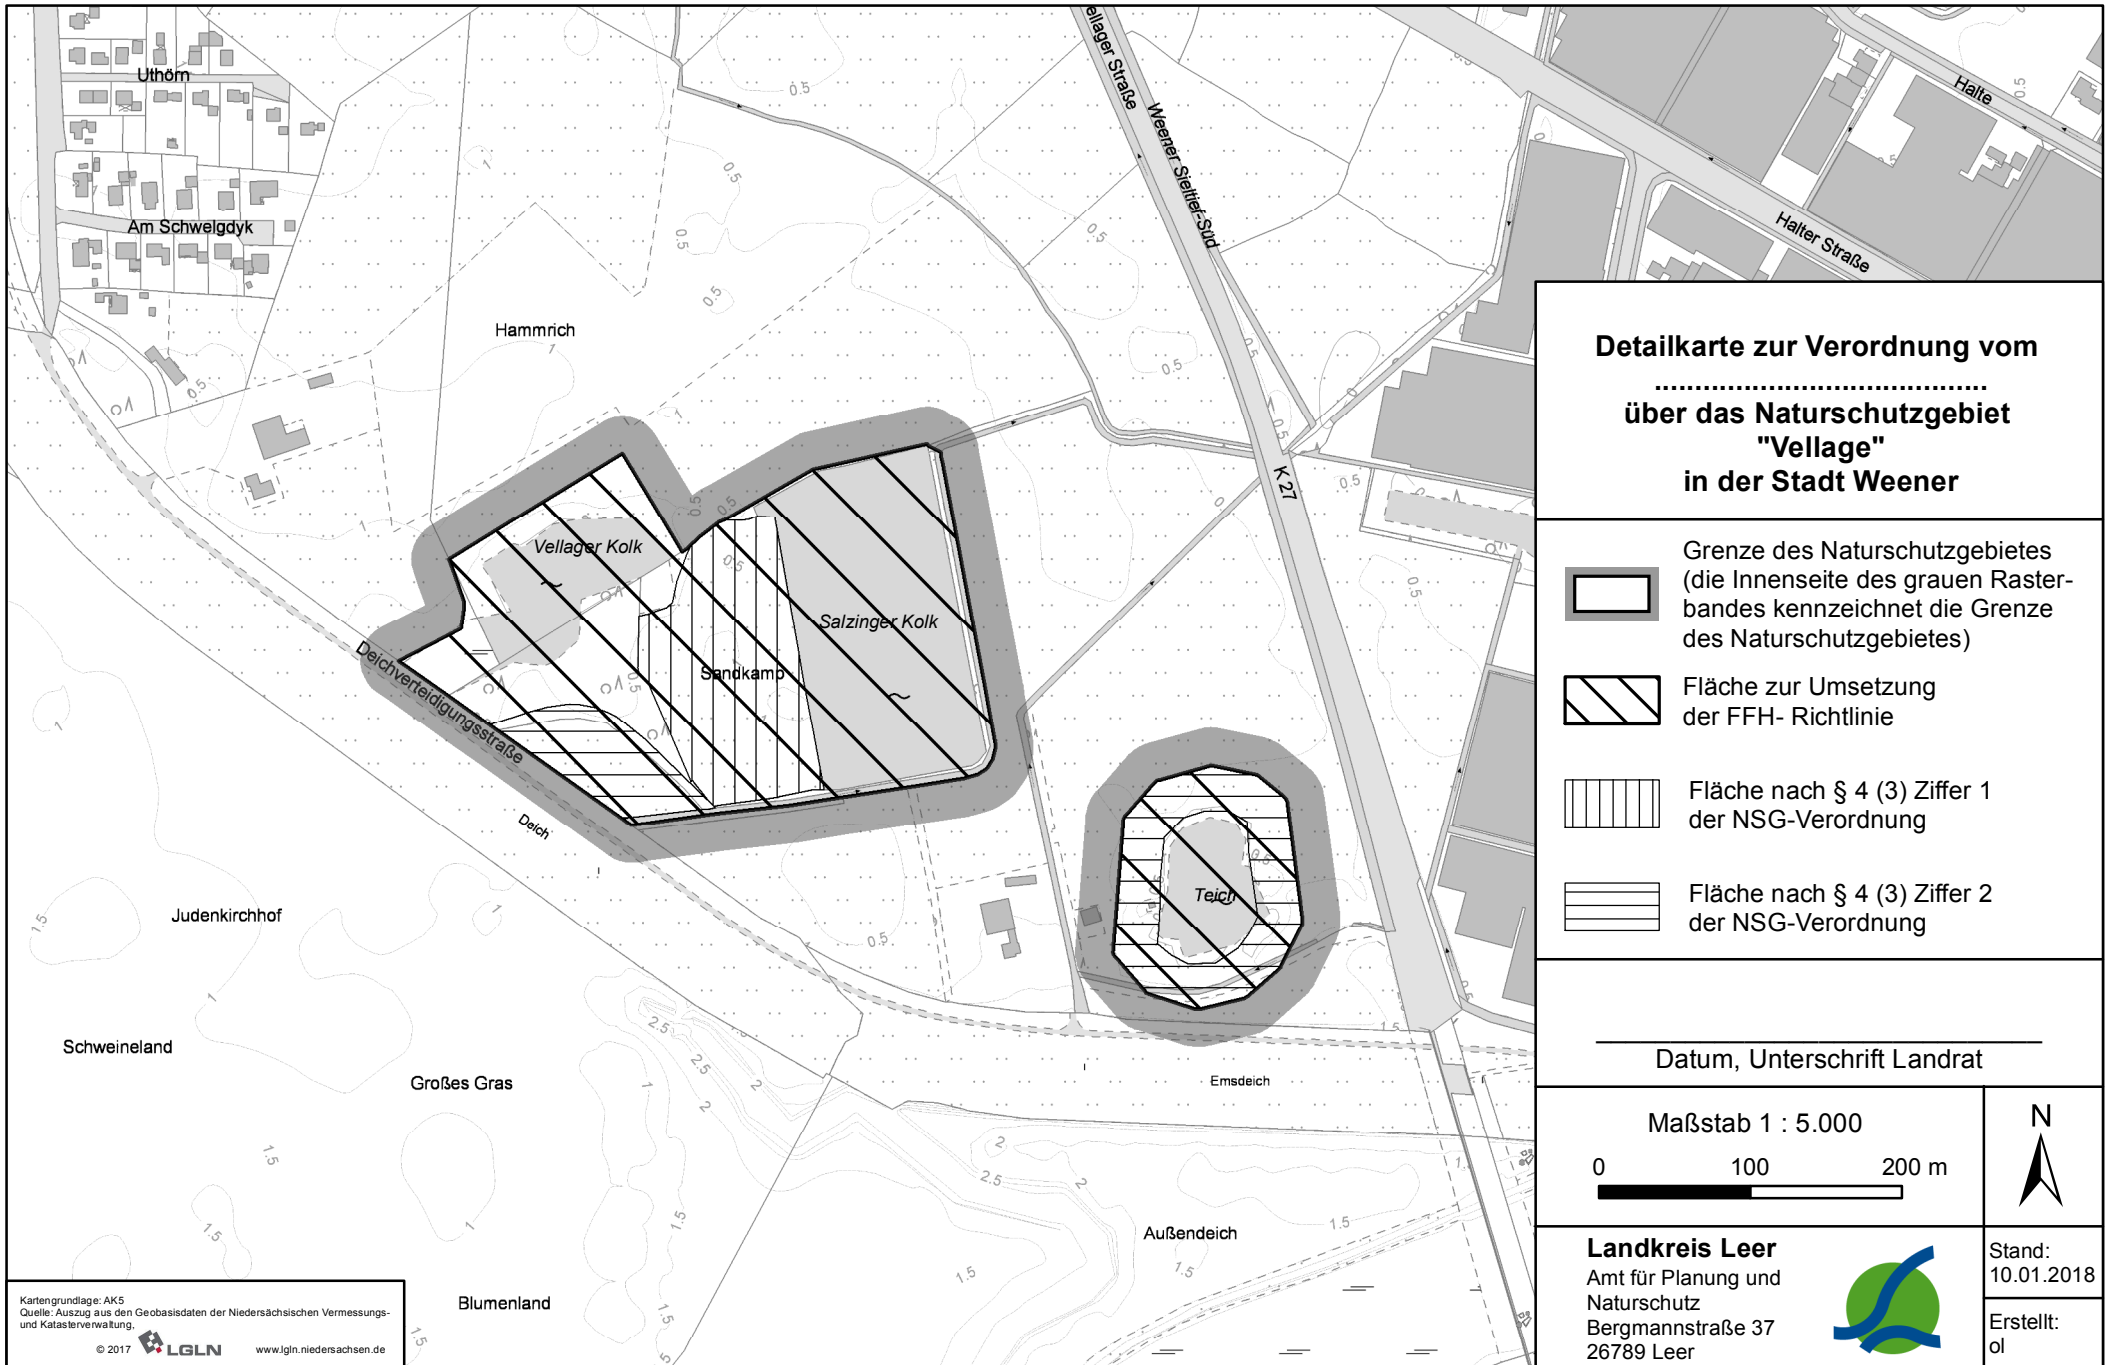 Uthörn
Am Schwelgdyk
Hammrich
ellager Straße
Weener Sieltief-Süd
Halte
Halter Straße
K 27
Vellager Kolk
Salzinger Kolk
Sandkamp
Deichverteidigungsstraße
Deich
Teich
Judenkirchhof
Schweineland
Großes Gras
Emsdeich
Außendeich
Blumenland
Detailkarte zur Verordnung vom
.........................................
über das Naturschutzgebiet
"Vellage"
in der Stadt Weener
Grenze des Naturschutzgebietes
(die Innenseite des grauen Raster-
bandes kennzeichnet die Grenze
des Naturschutzgebietes)
Fläche zur Umsetzung
der FFH- Richtlinie
Fläche nach § 4 (3) Ziffer 1
der NSG-Verordnung
Fläche nach § 4 (3) Ziffer 2
der NSG-Verordnung
Datum, Unterschrift Landrat
Maßstab 1 : 5.000
0 100 200 m
N
Landkreis Leer
Amt für Planung und
Naturschutz
Bergmannstraße 37
26789 Leer
Stand:
10.01.2018
Erstellt:
ol
Kartengrundlage: AK5
Quelle: Auszug aus den Geobasisdaten der Niedersächsischen Vermessungs-
und Katasterverwaltung,
© 2017 LGLN www.lgln.niedersachsen.de